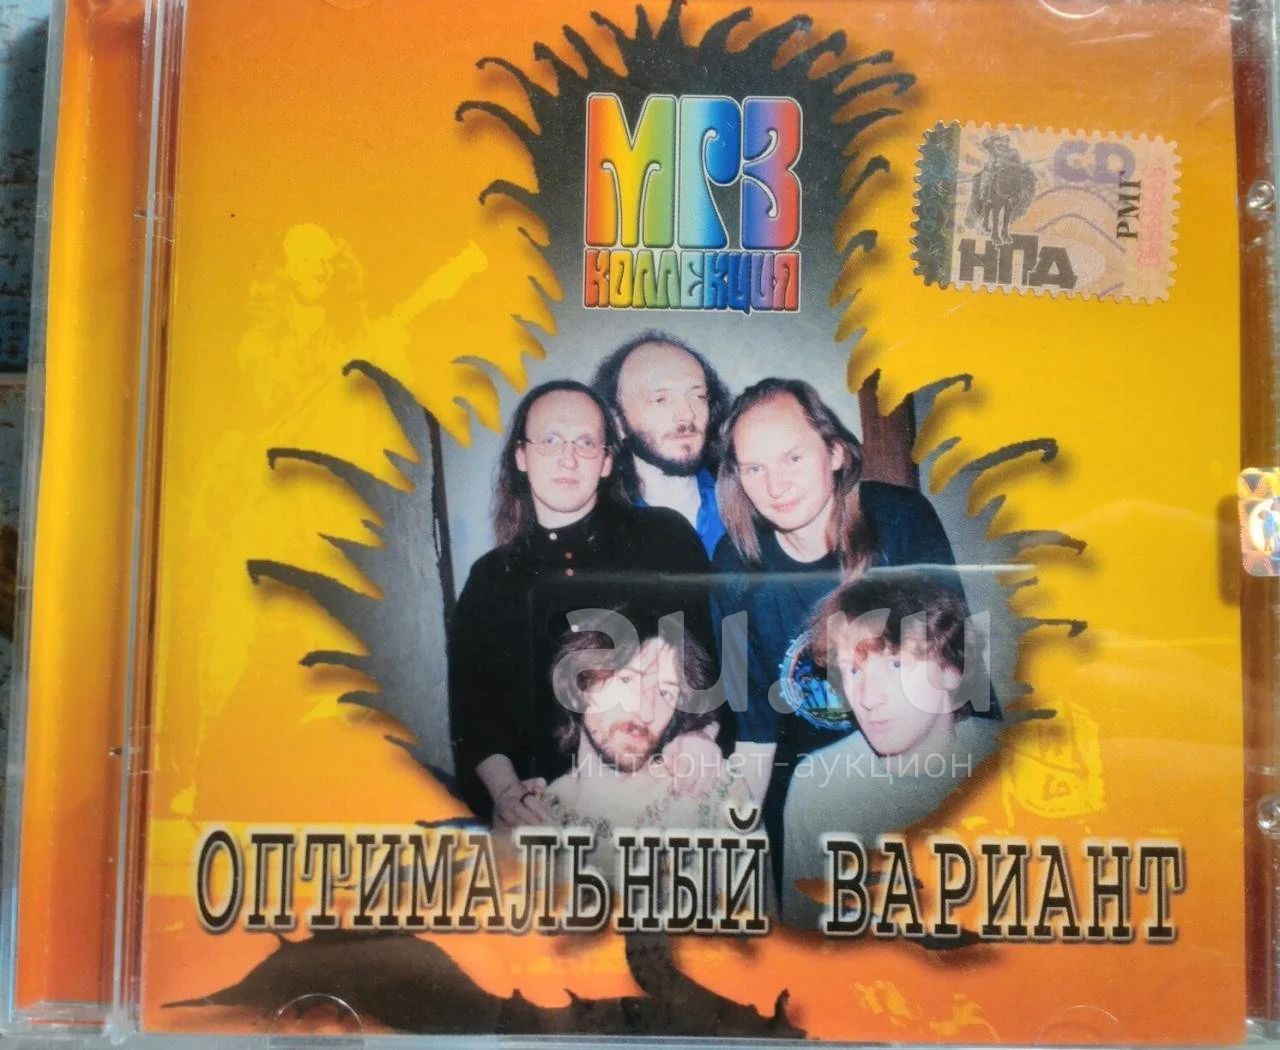 MP3
КОЛЛЕКЦИЯ
CD
РМГ
НПД
au.ru
интернет-аукцион
ОПТИМАЛЬНЫЙ ВАРИАНТ